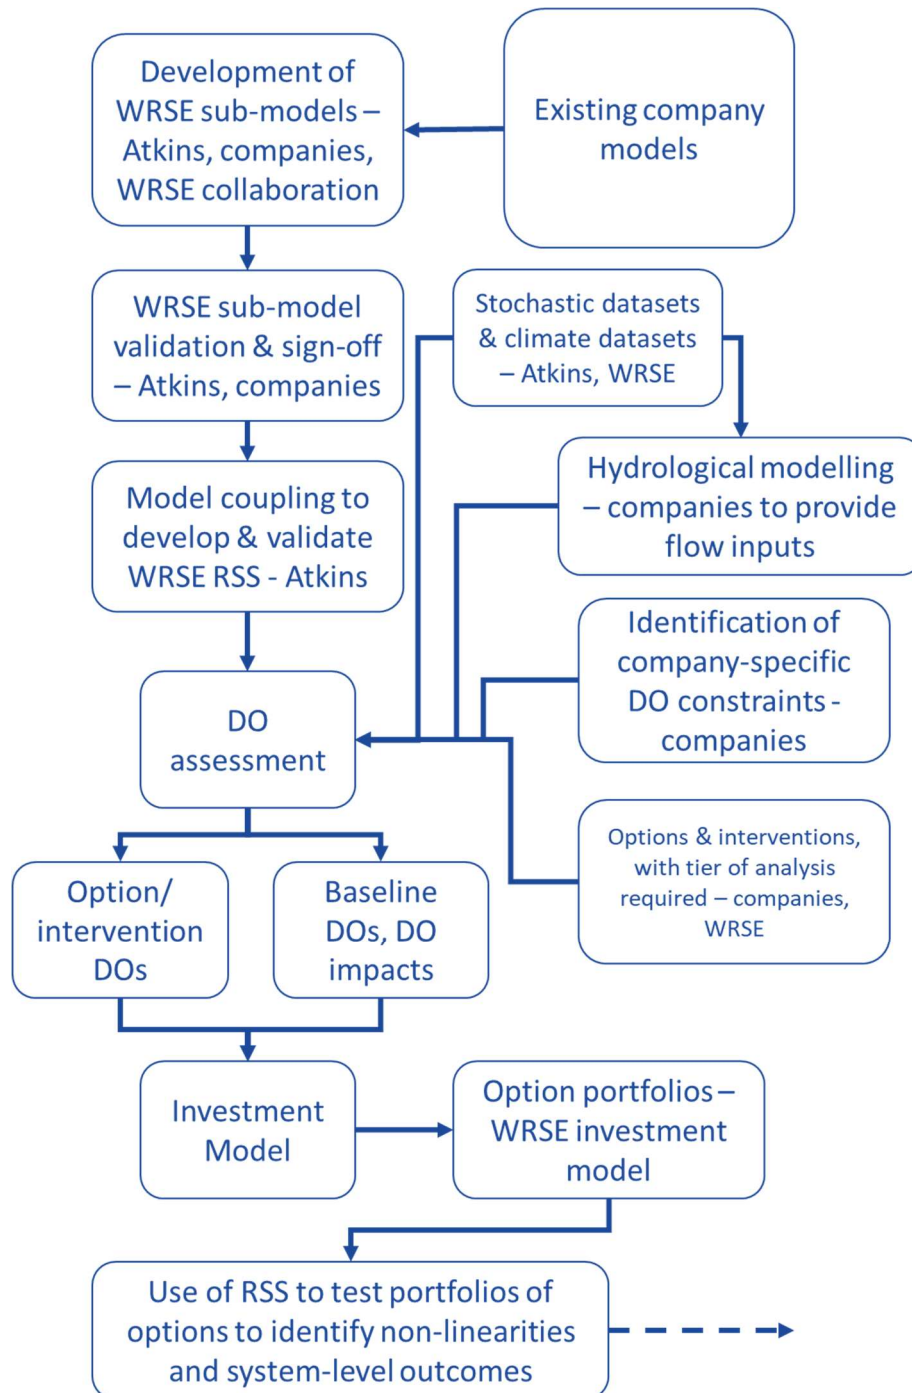 Development of
WRSE sub-models –
Atkins, companies,
WRSE collaboration
Existing company
models
WRSE sub-model
validation & sign-off
– Atkins, companies
Stochastic datasets
& climate datasets
– Atkins, WRSE
Model coupling to
develop & validate
WRSE RSS - Atkins
Hydrological modelling
– companies to provide
flow inputs
Identification of
company-specific
DO constraints -
companies
DO
assessment
Options & interventions,
with tier of analysis
required – companies,
WRSE
Option/
intervention
DOs
Baseline
DOs, DO
impacts
Investment
Model
Option portfolios –
WRSE investment
model
Use of RSS to test portfolios of
options to identify non-linearities
and system-level outcomes